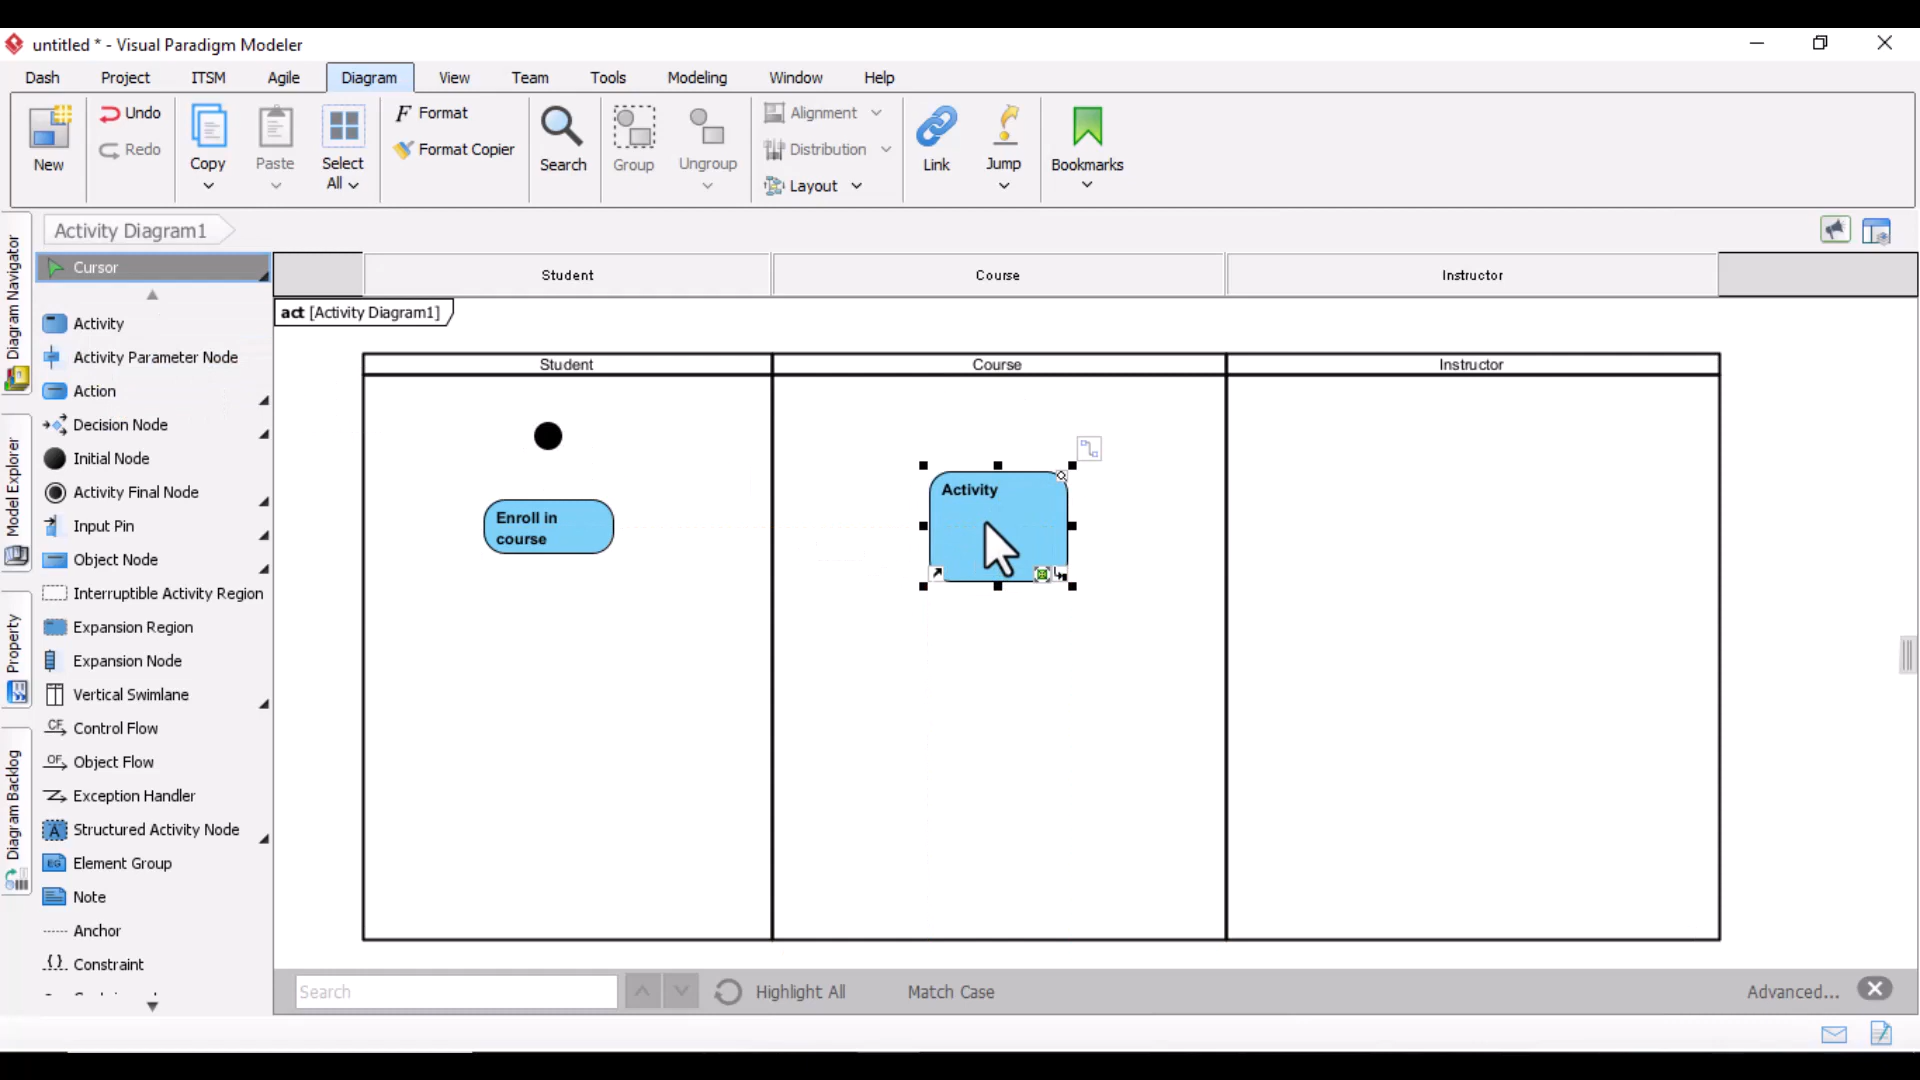 untitled * - Visual Paradigm Modeler
Dash Project ITSM Agile Diagram View Team Tools Modeling Window Help
New
Undo
Redo
Copy
Paste
Select
All
Format
Format Copier
Search
Group
Ungroup
Alignment
Distribution
Layout
Link
Jump
Bookmarks
Activity Diagram1
Diagram Navigator
Model Explorer
Property
Diagram Backlog
Cursor
Activity
Activity Parameter Node
Action
Decision Node
Initial Node
Activity Final Node
Input Pin
Object Node
Interruptible Activity Region
Expansion Region
Expansion Node
Vertical Swimlane
CF Control Flow
OF Object Flow
Exception Handler
A Structured Activity Node
EG Element Group
Note
Anchor
{} Constraint
Student Course Instructor
act [Activity Diagram1]
Student Course Instructor
Enroll in
course
Activity
Search
Highlight All
Match Case
Advanced...